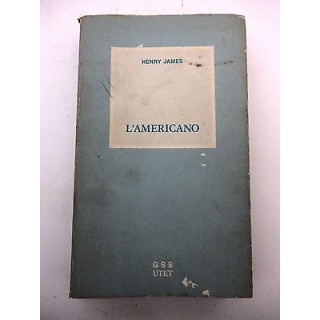 HENRY JAMES
L'AMERICANO
GSS
UTET